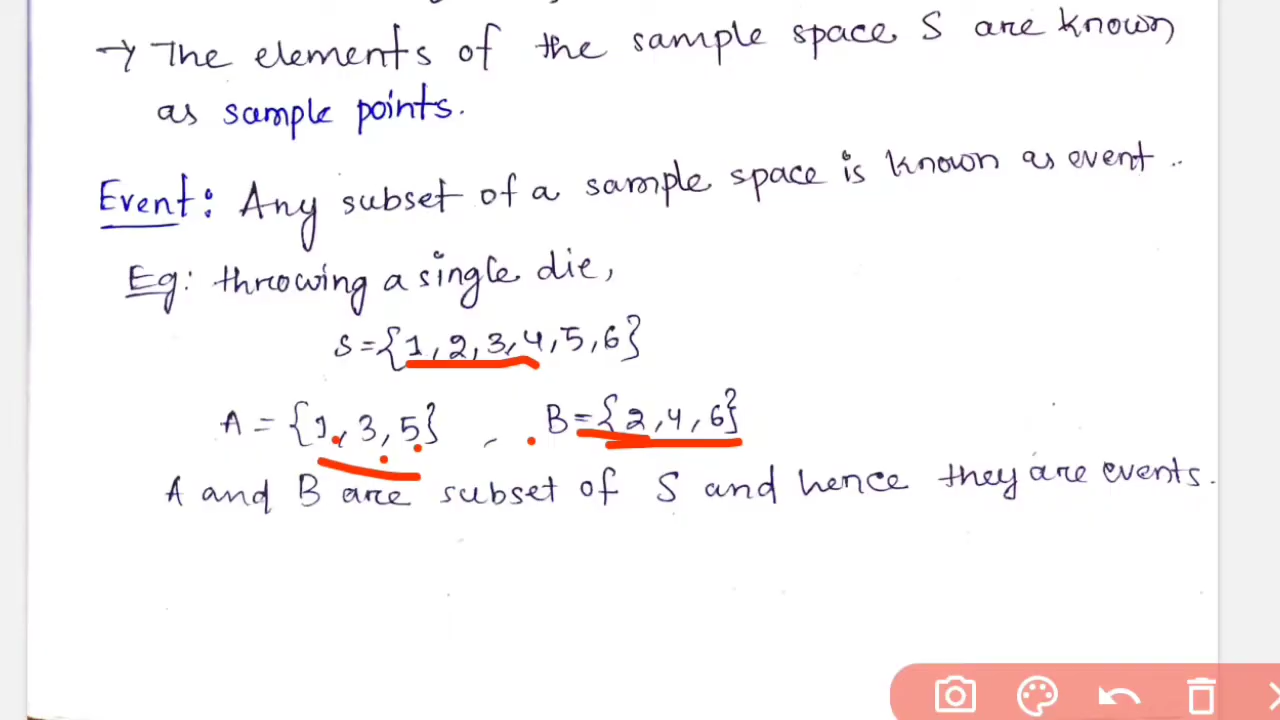 → The elements of the sample space S are known
as sample points.
Event: Any subset of a sample space is known as event..
Eg: throwing a single die,
S={1,2,3,4,5,6}
A = {1,3,5} , B={2,4,6}
A and B are subset of S and hence they are events.